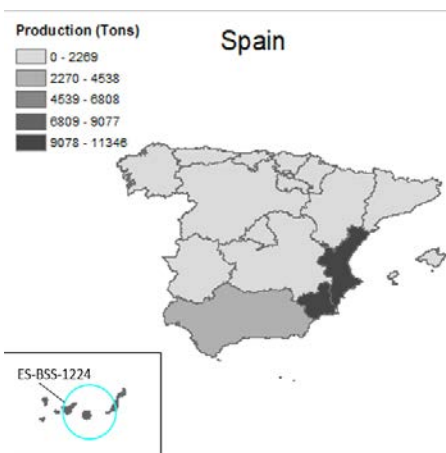 Production (Tons)
Spain
0 - 2269
2270 - 4538
4539 - 6808
6809 - 9077
9078 - 11346
ES-BSS-1224